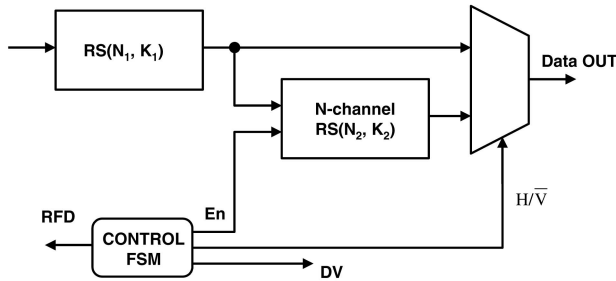 RS(N₁, K₁)
Data OUT
N-channel
RS(N₂, K₂)
H/V̅
RFD
En
CONTROL
FSM
DV